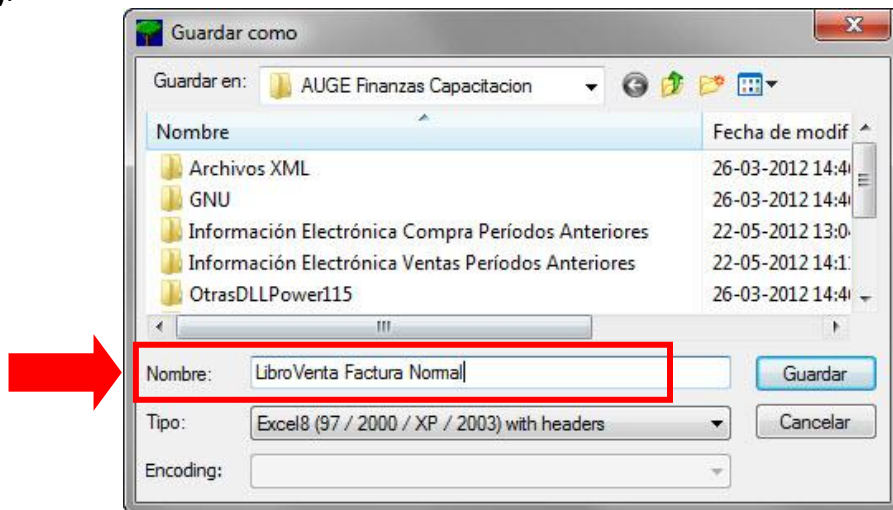 y.
Guardar como
Guardar en: AUGE Finanzas Capacitacion
Nombre Fecha de modif
Archivos XML 26-03-2012 14:4
GNU 26-03-2012 14:4
Información Electrónica Compra Períodos Anteriores 22-05-2012 13:0
Información Electrónica Ventas Períodos Anteriores 22-05-2012 14:1
OtrasDLLPower115 26-03-2012 14:4
Nombre: LibroVenta Factura Normal Guardar
Tipo: Excel8 (97 / 2000 / XP / 2003) with headers Cancelar
Encoding: